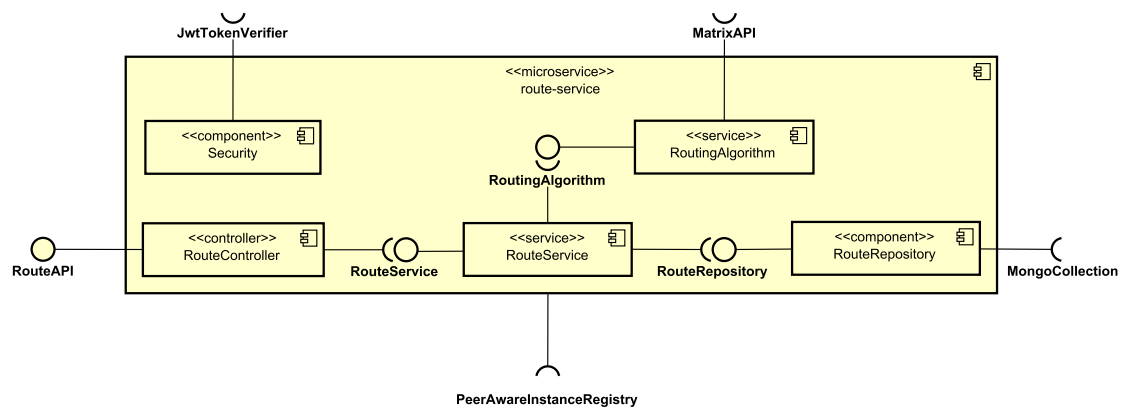 JwtTokenVerifier
MatrixAPI
<<microservice>>
route-service
<<component>>
Security
<<service>>
RoutingAlgorithm
RoutingAlgorithm
<<controller>>
RouteController
<<service>>
RouteService
<<component>>
RouteRepository
RouteAPI
RouteService
RouteRepository
MongoCollection
PeerAwareInstanceRegistry